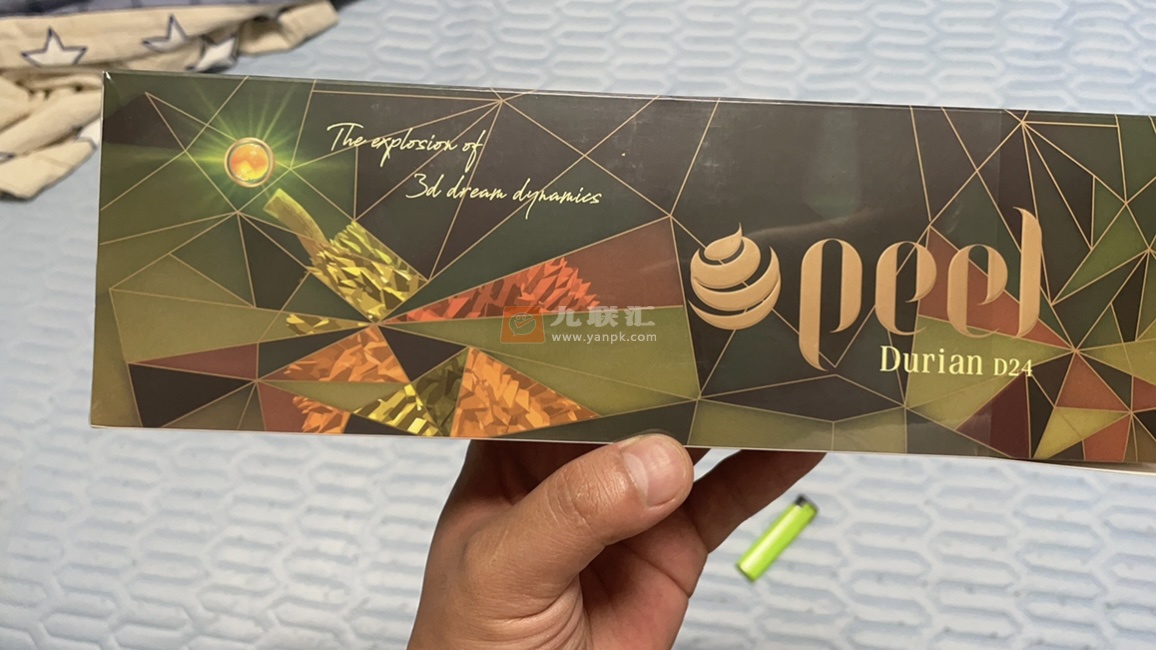 The explosion of
3d dream dynamics
peel
Durian D24
九联汇
www.yanpk.com